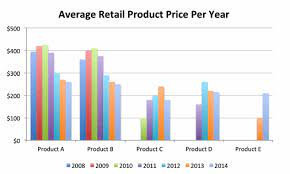 Average Retail Product Price Per Year
$500
$400
$300
$200
$100
$0
Product A Product B Product C Product D Product E
2008 2009 2010 2011 2012 2013 2014